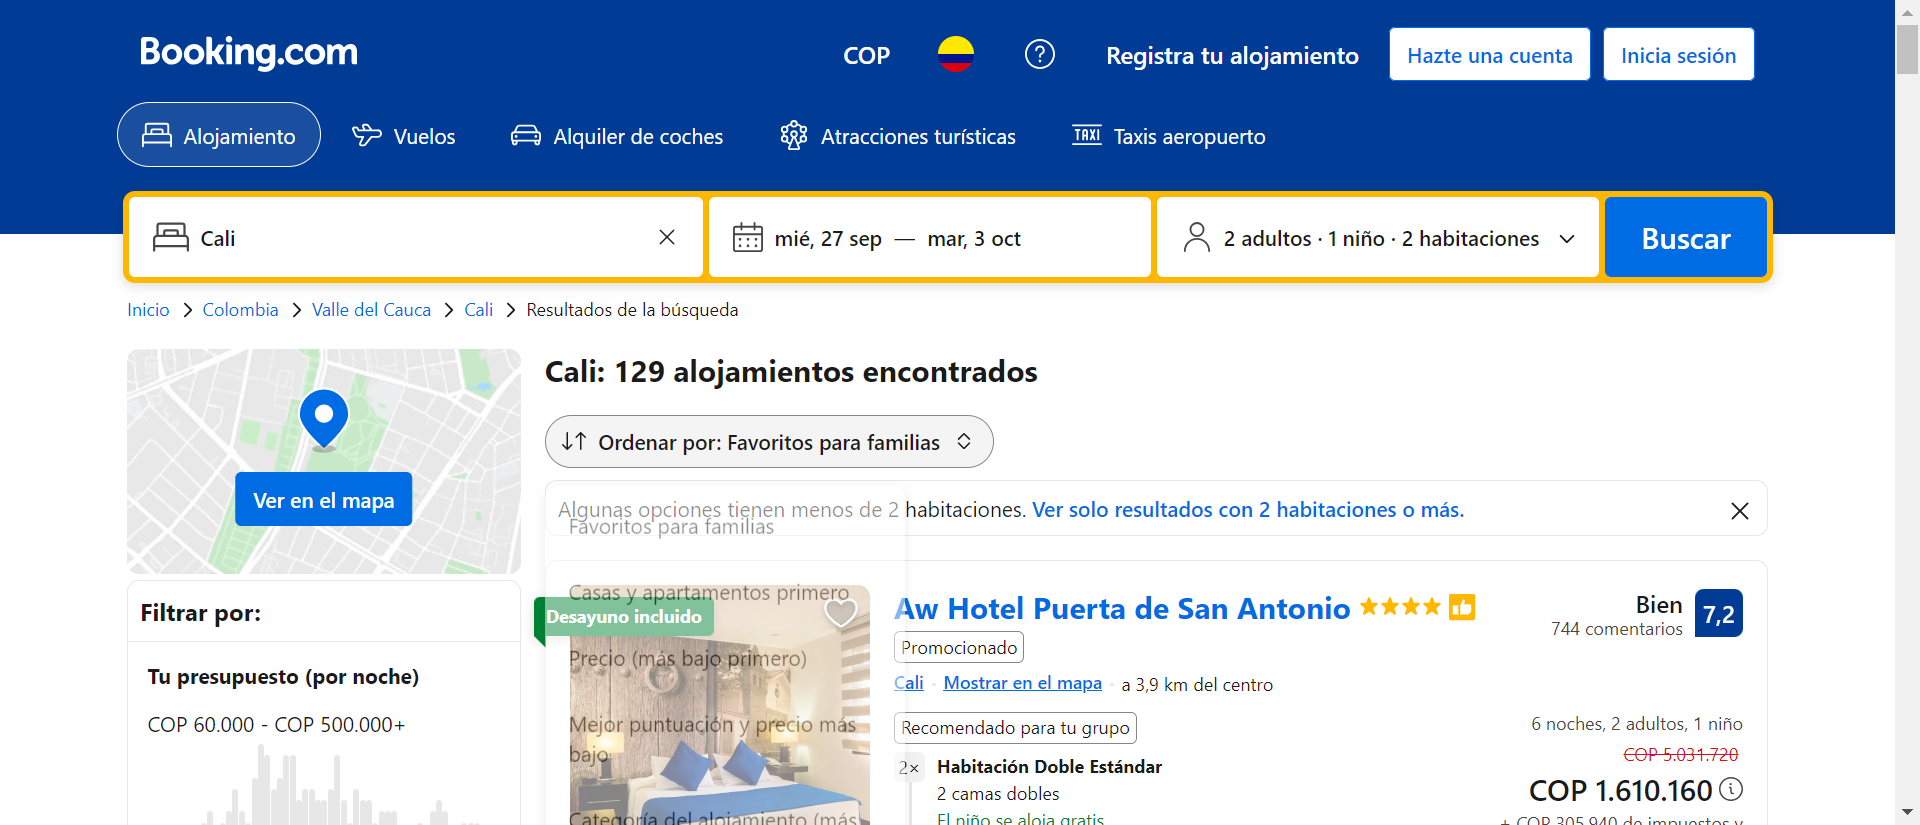 Booking.com
COP
Registra tu alojamiento
Hazte una cuenta
Inicia sesión
Alojamiento
Vuelos
Alquiler de coches
Atracciones turísticas
TAXI
Taxis aeropuerto
Cali
mié, 27 sep — mar, 3 oct
2 adultos · 1 niño · 2 habitaciones
Buscar
Inicio > Colombia > Valle del Cauca > Cali > Resultados de la búsqueda
Ver en el mapa
Filtrar por:
Tu presupuesto (por noche)
COP 60.000 - COP 500.000+
Cali: 129 alojamientos encontrados
Ordenar por: Favoritos para familias
Algunas opciones tienen menos de 2 habitaciones. Ver solo resultados con 2 habitaciones o más.
Favoritos para familias
Casas y apartamentos primero
Desayuno incluido
Precio (más bajo primero)
Mejor puntuación y precio más
bajo
Categoría del alojamiento (más
Aw Hotel Puerta de San Antonio
Promocionado
Cali
Mostrar en el mapa
a 3,9 km del centro
Recomendado para tu grupo
2×
Habitación Doble Estándar
2 camas dobles
El niño se aloja gratis
Bien
744 comentarios
7,2
6 noches, 2 adultos, 1 niño
COP 5.031.720
COP 1.610.160
+ COP 305.940 de impuestos y